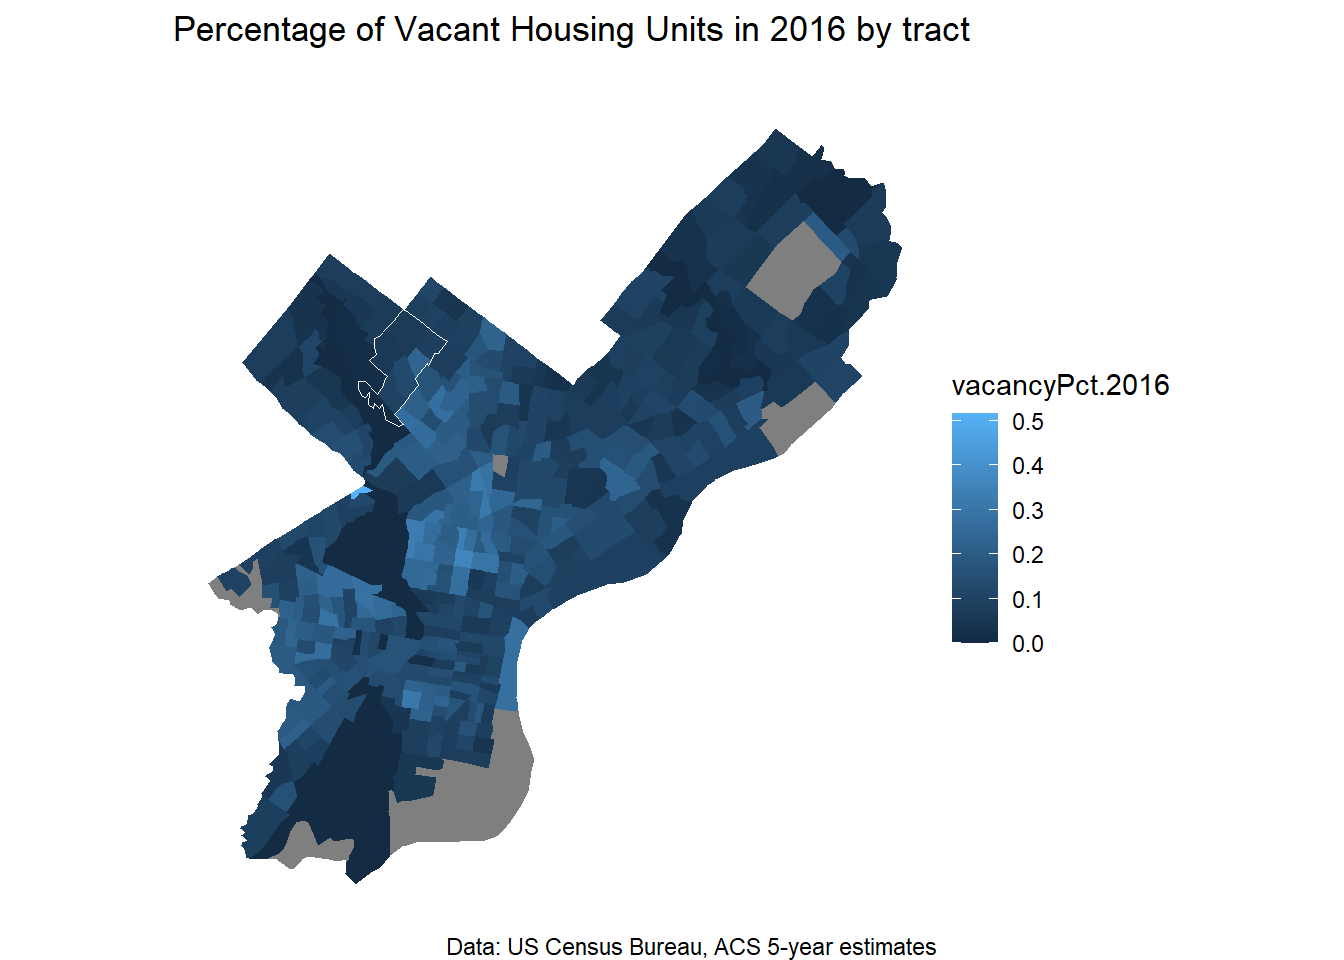 Percentage of Vacant Housing Units in 2016 by tract
vacancyPct.2016
0.5
0.4
0.3
0.2
0.1
0.0
Data: US Census Bureau, ACS 5-year estimates